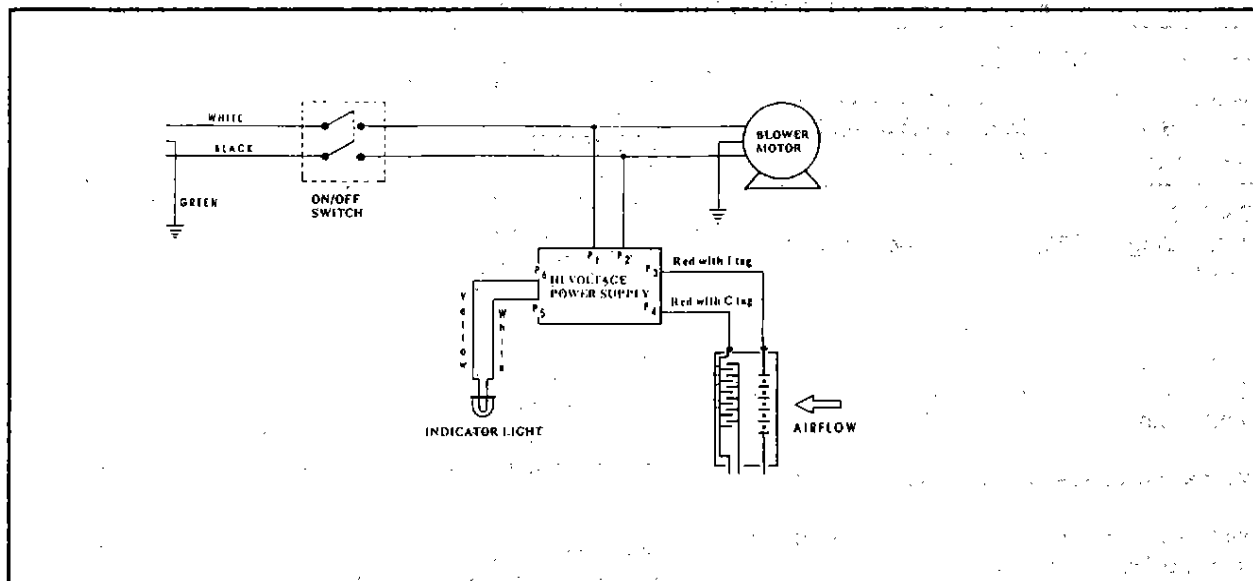 WHITE
BLACK
GREEN
ON/OFF
SWITCH
BLOWER
MOTOR
P1 P2
P6
P3
HI VOLTAGE
POWER SUPPLY
P5
P4
Red with I tag
Red with C tag
Yellow
White
INDICATOR LIGHT
AIRFLOW